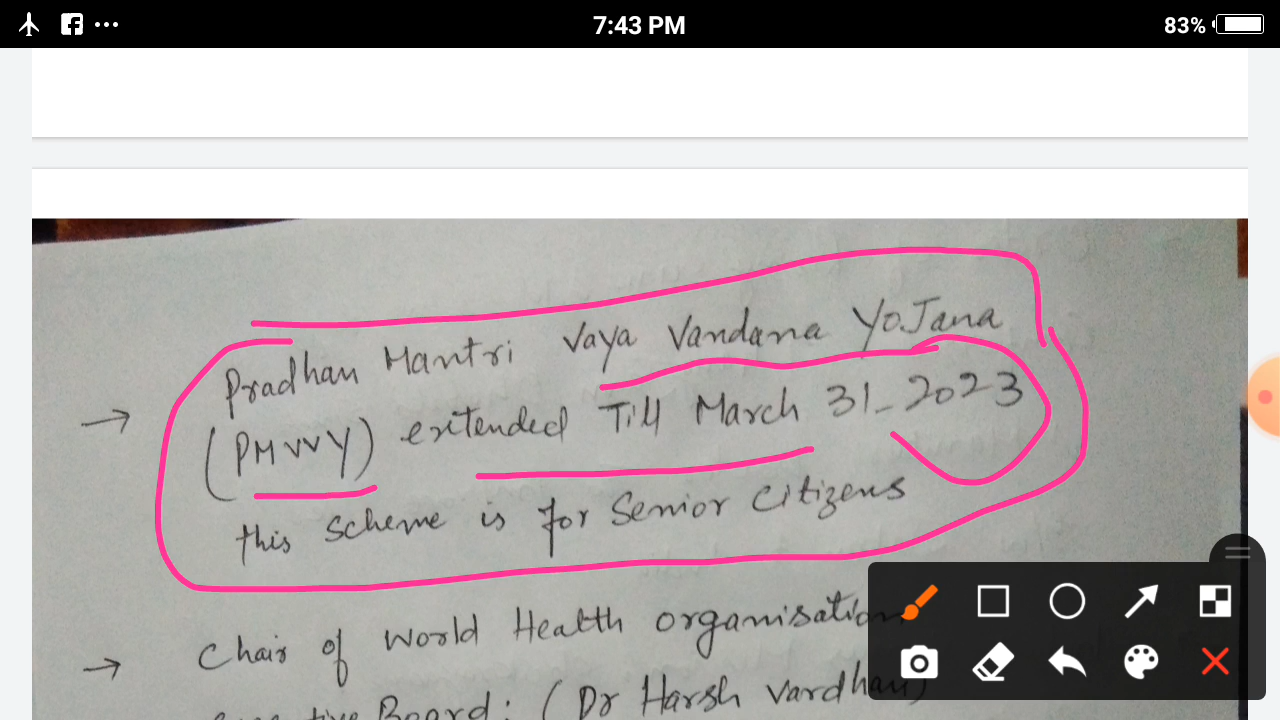 7:43 PM
83%
Pradhan Mantri Vaya Vandana YoJana
→ (PMVVY) extended Till March 31-2023
this scheme is for Senior Citizens
→ Chair of World Health organisation
Board: (Dr Harsh Vardhan)